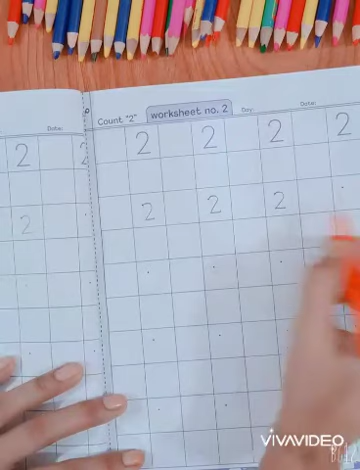 Date:
Count "2" worksheet no. 2 Day: Date:
2 2 2 2 2 2
2 2 2 2
VIVAVIDEO